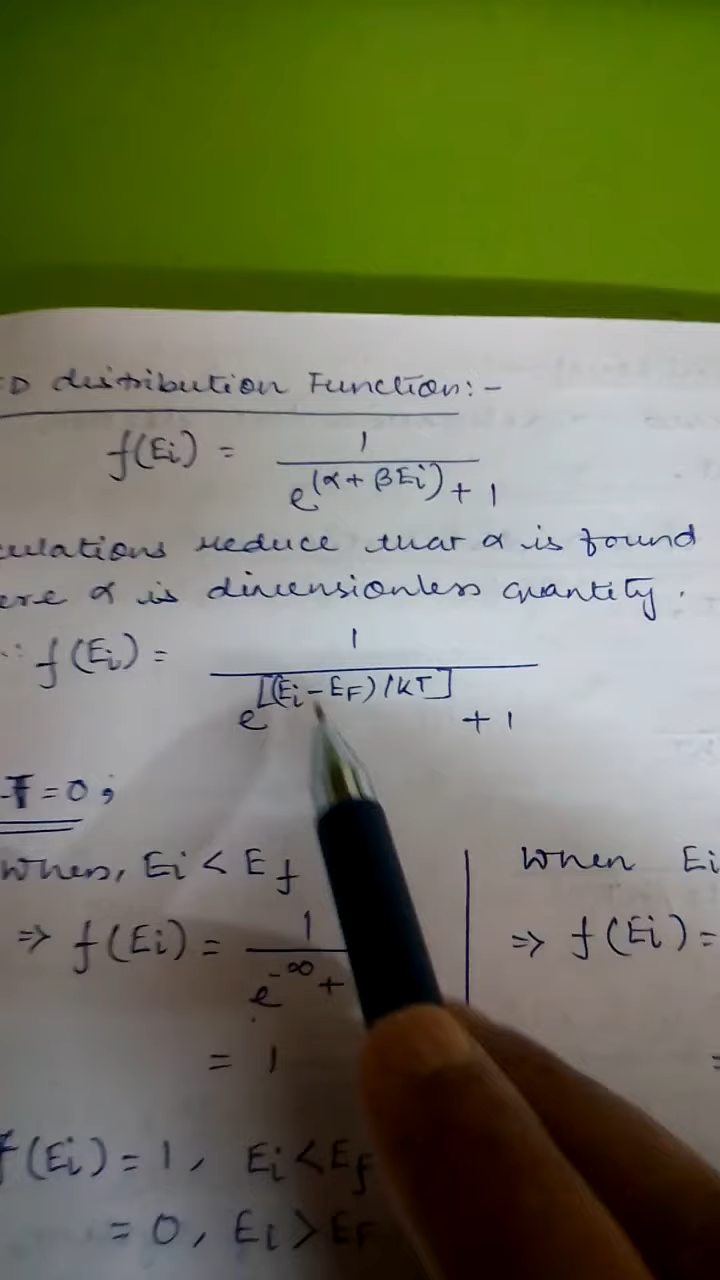 D distribution Function:-
f(Ei) = 1 / e^(α + βEi) + 1
culations reduce that α is found
ere α is dimensionless quantity.
∴ f(Ei) = 1 / e^[(Ei - EF)/KT] + 1
T = 0;
When, Ei < Ef
⇒ f(Ei) = 1 / e^-∞ +
= 1
f(Ei) = 1, Ei < Ef
= 0, Ei > EF
When Ei
⇒ f(Ei) =
=